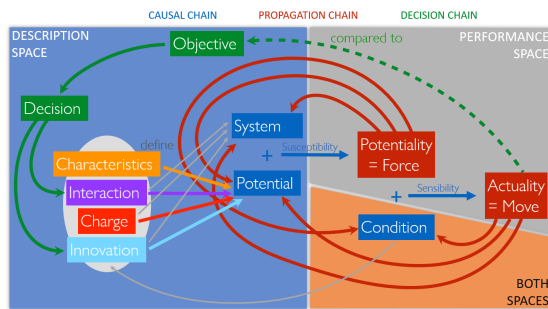 CAUSAL CHAIN PROPAGATION CHAIN DECISION CHAIN
DESCRIPTION
SPACE
Objective
compared to
PERFORMANCE
SPACE
Decision
define
System
+ Susceptibility
Potentiality
= Force
Characteristics
Interaction
Potential
+ Sensibility
Actuality
= Move
Charge
Condition
Innovation
BOTH
SPACES